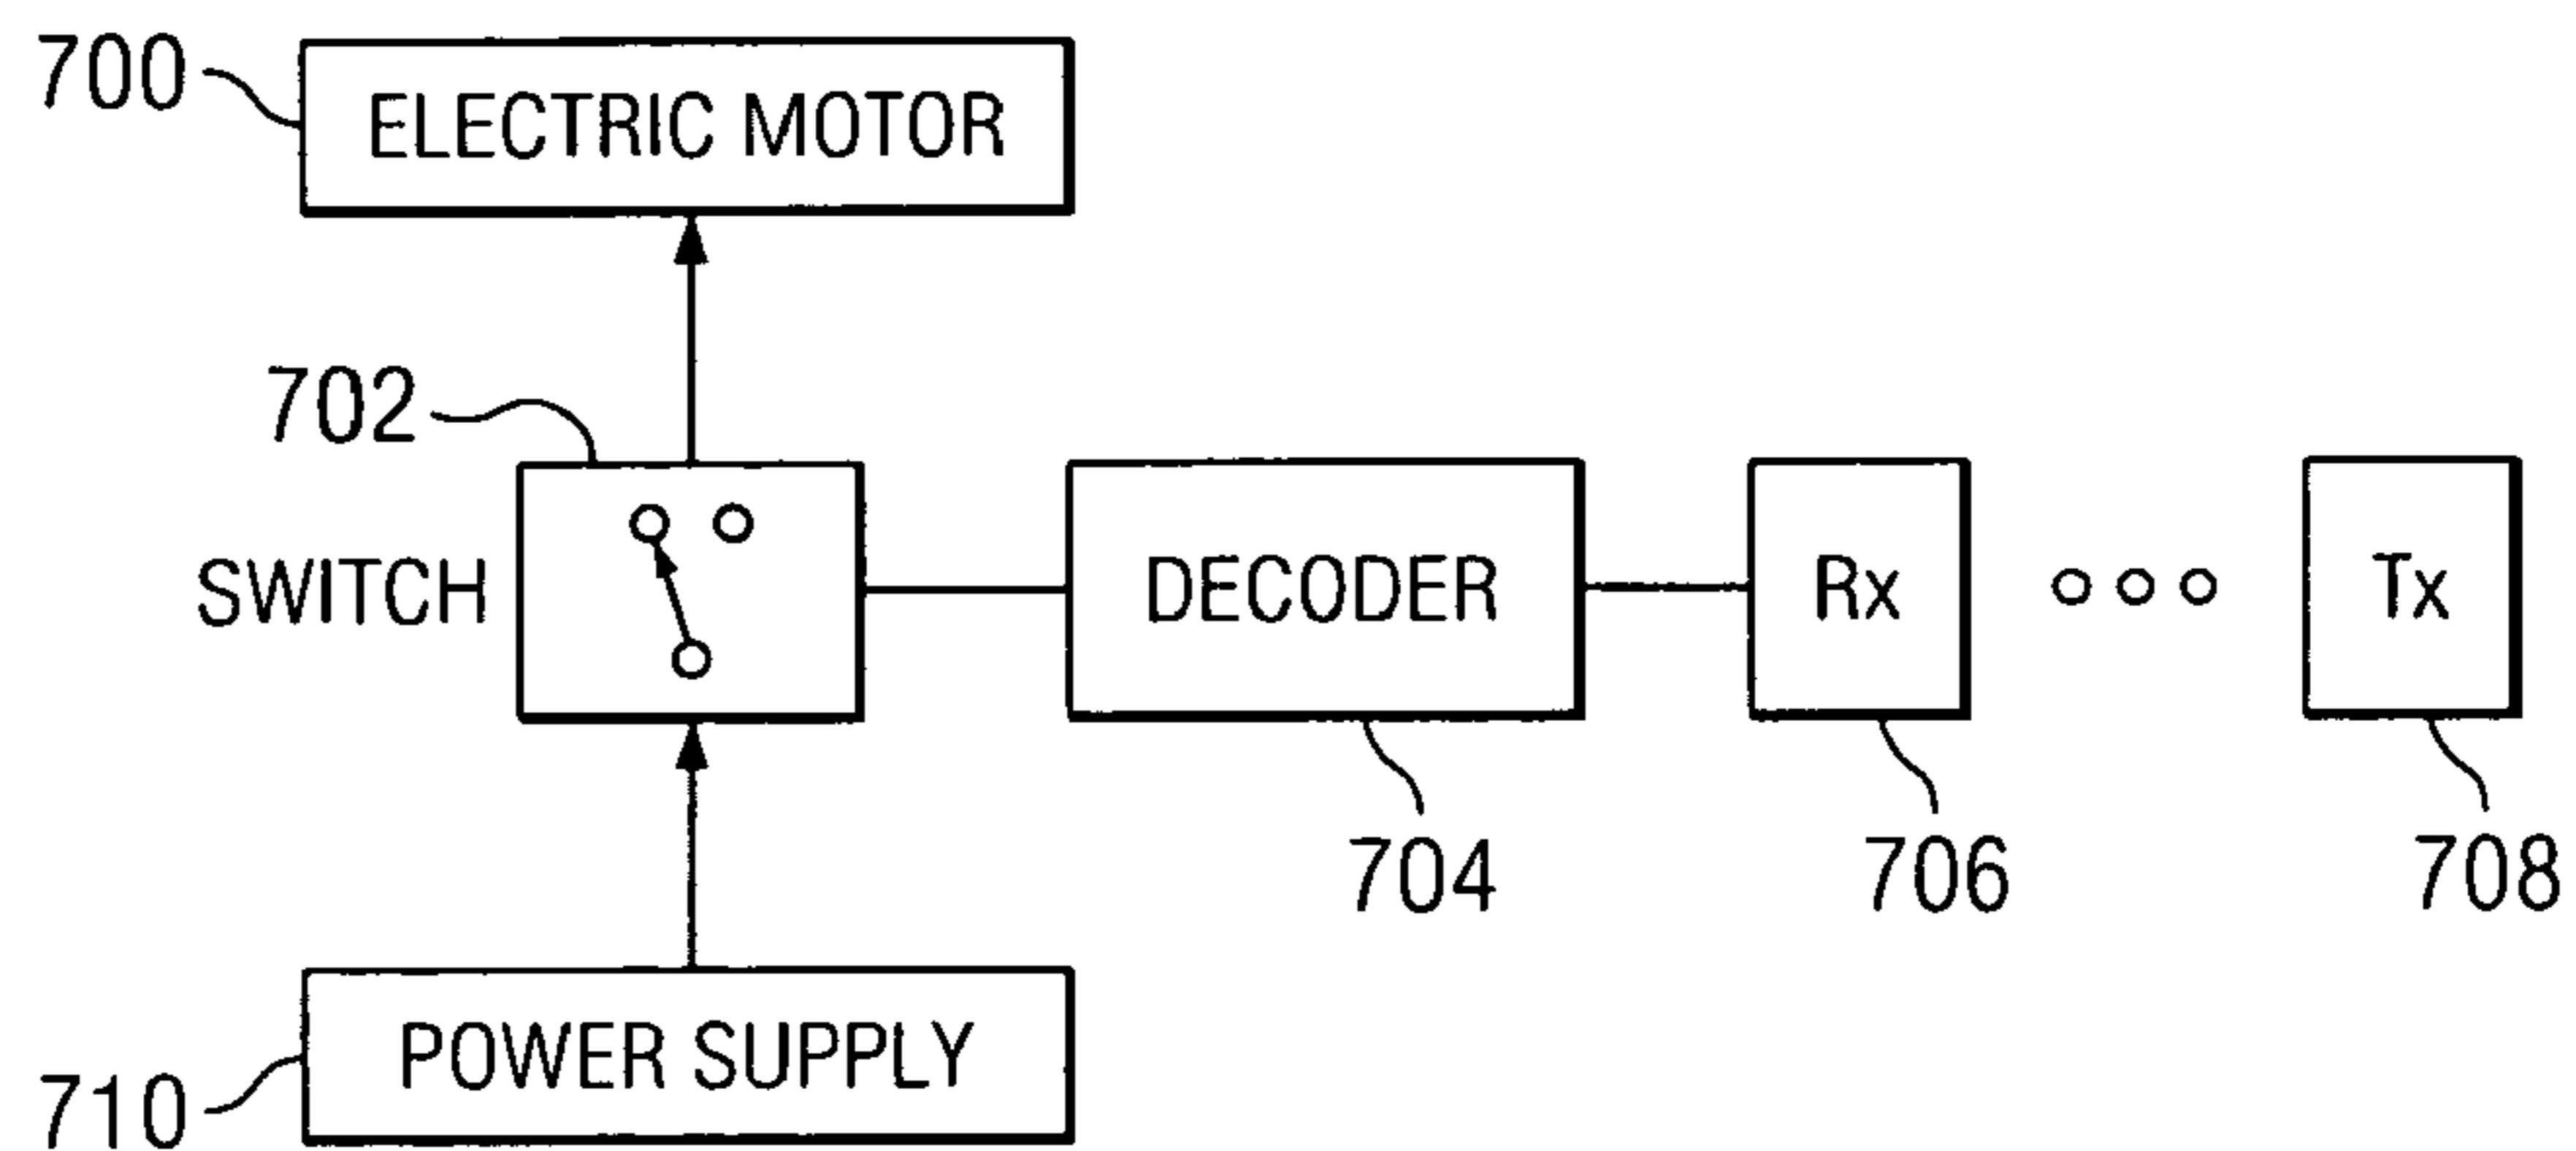 700
ELECTRIC MOTOR
702
SWITCH
DECODER
Rx
Tx
704
706
708
POWER SUPPLY
710